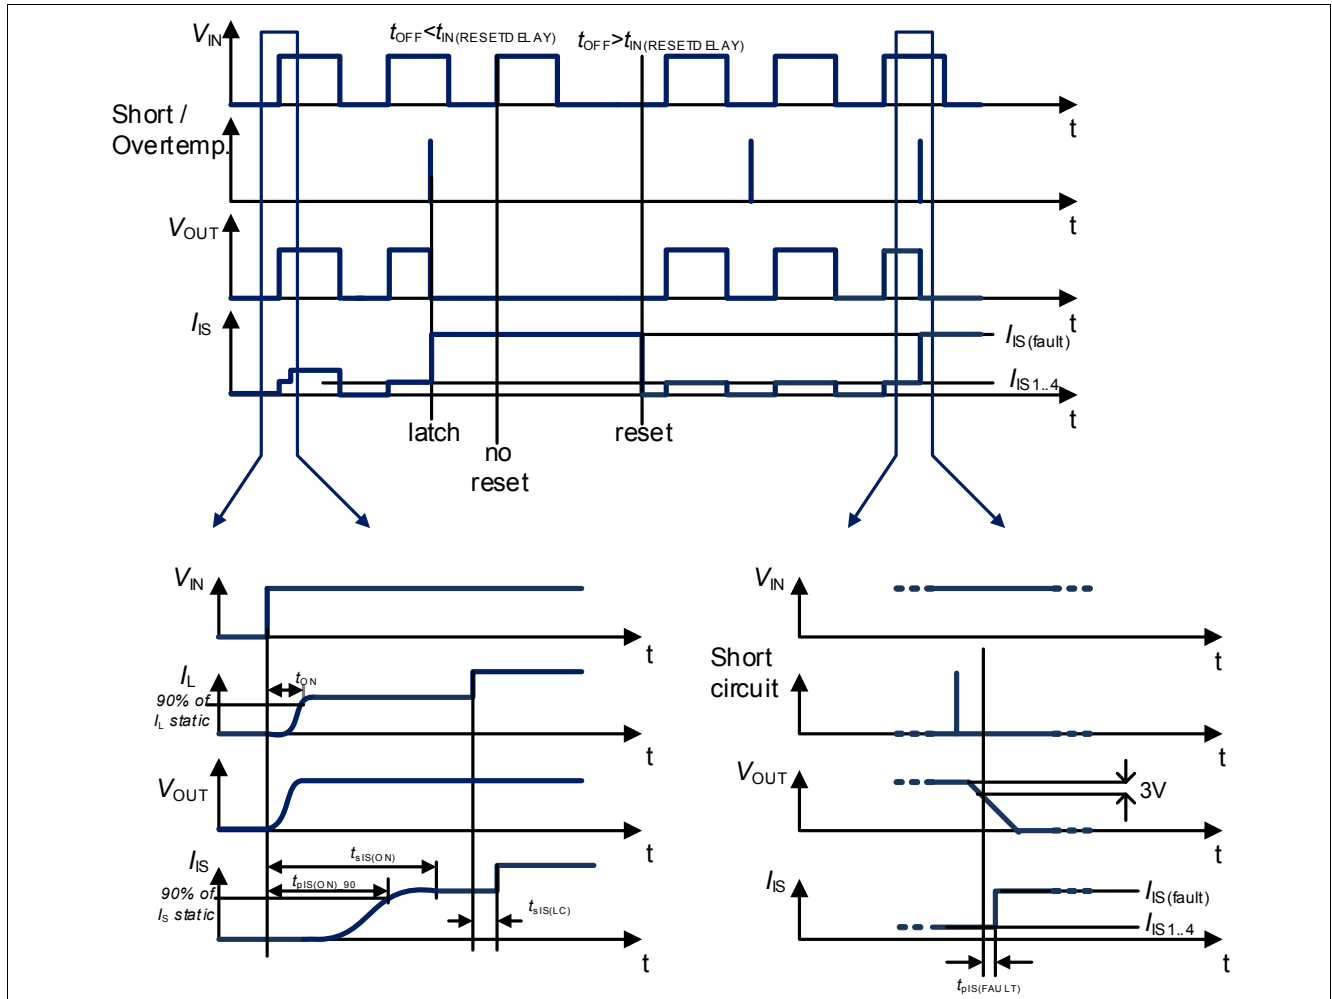 VIN
tOFF<tIN(RESETDELAY)
tOFF>tIN(RESETDELAY)
t
Short /
Overtemp.
t
VOUT
t
IIS
IIS(fault)
IIS1..4
t
latch
no
reset
reset
VIN
t
IL
tON
90% of
IL static
t
VOUT
t
IIS
tsIS(ON)
90% of
IS static
tpIS(ON)_90
tsIS(LC)
t
VIN
t
Short
circuit
t
VOUT
3V
t
IIS
IIS(fault)
IIS1..4
t
tpIS(FAULT)